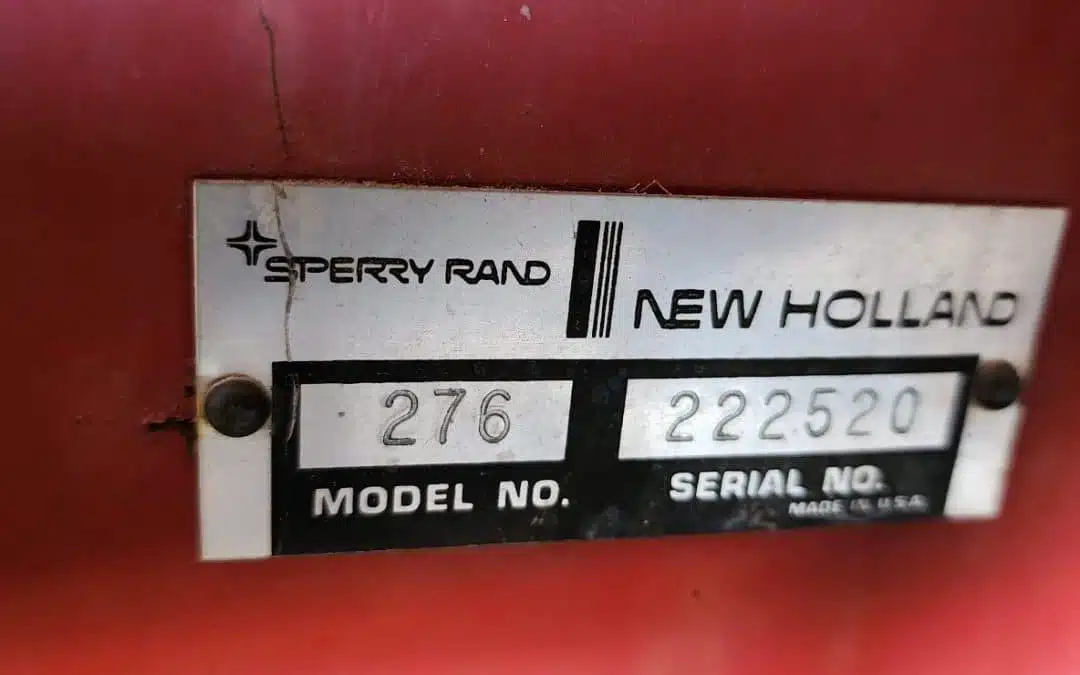 SPERRY RAND
NEW HOLLAND
276
222520
MODEL NO.
SERIAL NO.
MADE IN U.S.A.